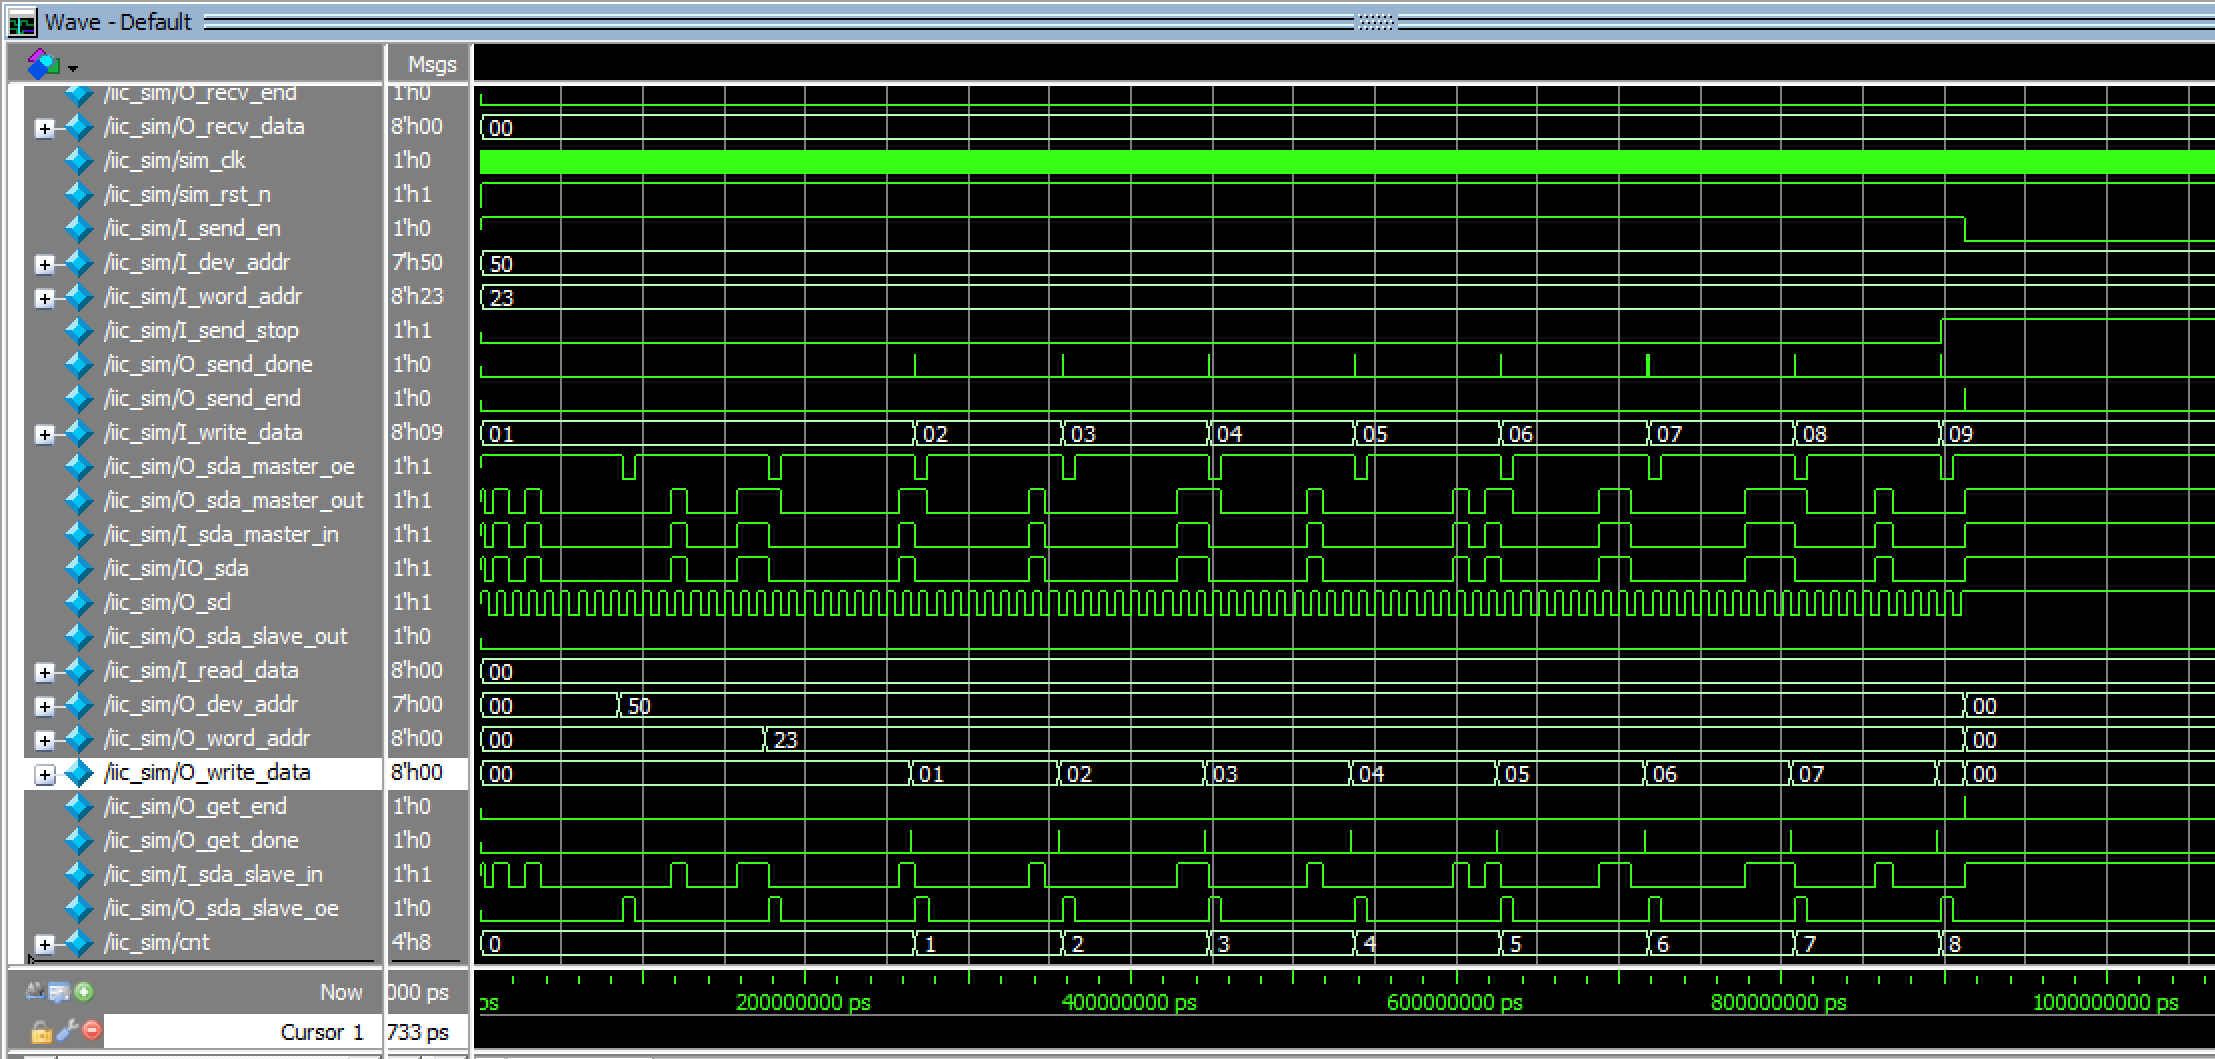 Wave - Default
Msgs
/iic_sim/O_recv_end 1'h0
/iic_sim/O_recv_data 8'h00 00
/iic_sim/sim_clk 1'h0
/iic_sim/sim_rst_n 1'h1
/iic_sim/I_send_en 1'h0
/iic_sim/I_dev_addr 7'h50 50
/iic_sim/I_word_addr 8'h23 23
/iic_sim/I_send_stop 1'h1
/iic_sim/O_send_done 1'h0
/iic_sim/O_send_end 1'h0
/iic_sim/I_write_data 8'h09 01 02 03 04 05 06 07 08 09
/iic_sim/O_sda_master_oe 1'h1
/iic_sim/O_sda_master_out 1'h1
/iic_sim/I_sda_master_in 1'h1
/iic_sim/IO_sda 1'h1
/iic_sim/O_scl 1'h1
/iic_sim/O_sda_slave_out 1'h0
/iic_sim/I_read_data 8'h00 00
/iic_sim/O_dev_addr 7'h00 00 50 00
/iic_sim/O_word_addr 8'h00 00 23 00
/iic_sim/O_write_data 8'h00 00 01 02 03 04 05 06 07 00
/iic_sim/O_get_end 1'h0
/iic_sim/O_get_done 1'h0
/iic_sim/I_sda_slave_in 1'h1
/iic_sim/O_sda_slave_oe 1'h0
/iic_sim/cnt 4'h8 0 1 2 3 4 5 6 7 8
Now 000 ps ps 200000000 ps 400000000 ps 600000000 ps 800000000 ps 1000000000 ps
Cursor 1 733 ps